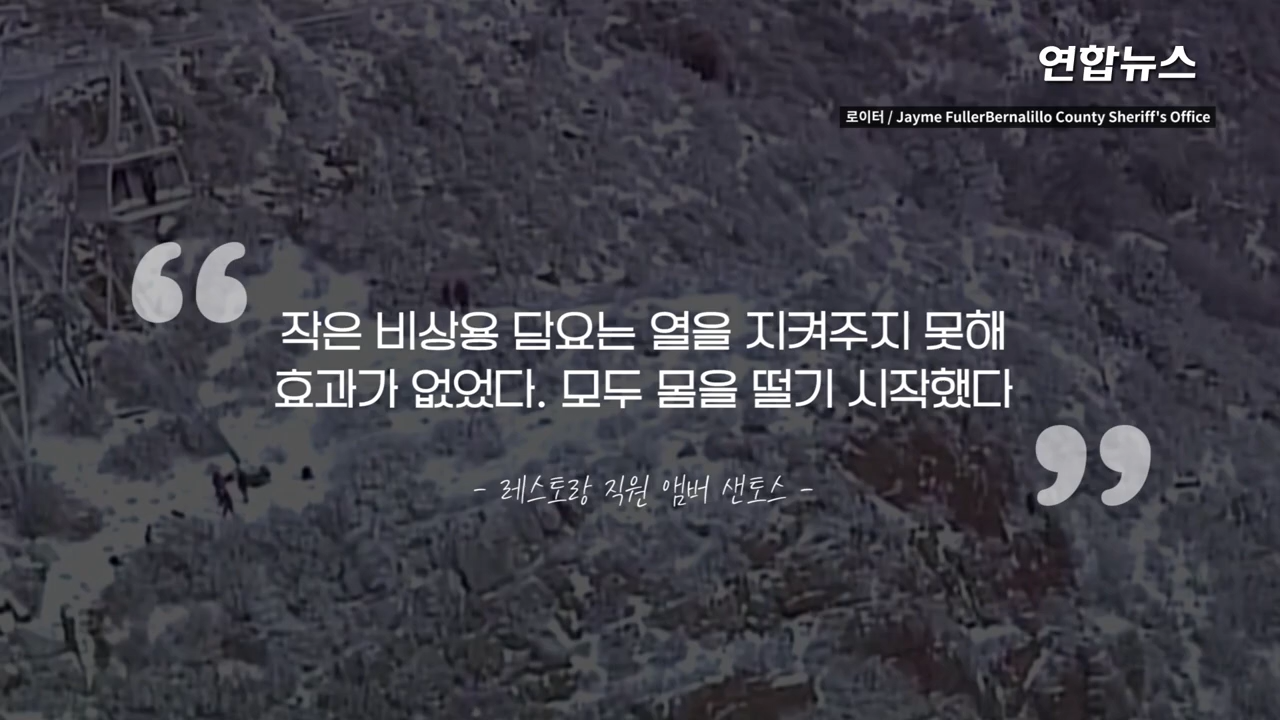 연합뉴스
로이터 / Jayme FullerBernalillo County Sheriff's Office
작은 비상용 담요는 열을 지켜주지 못해
효과가 없었다. 모두 몸을 떨기 시작했다
- 레스토랑 직원 앰버 샌토스 -